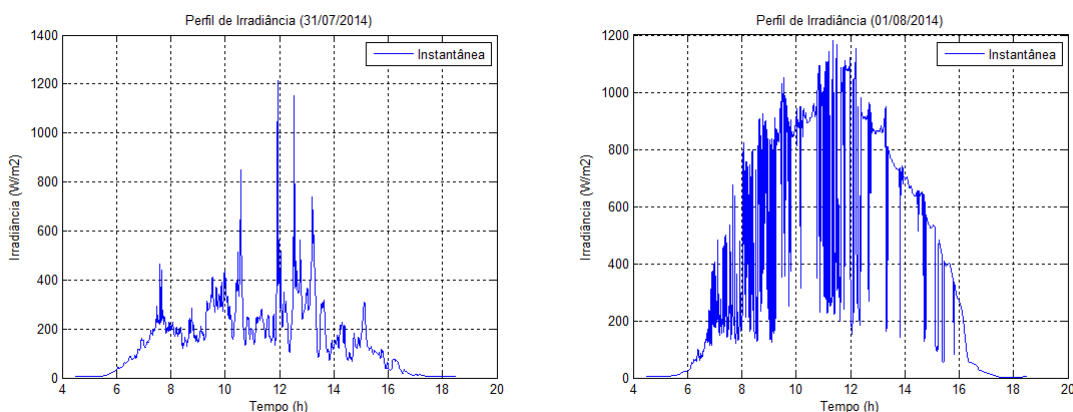 Perfil de Irradiância (31/07/2014)
1400
1200
1000
800
600
400
200
0
Irradiância (W/m2)
Instantânea
4 6 8 10 12 14 16 18 20
Tempo (h)
Perfil de Irradiância (01/08/2014)
1200
1000
800
600
400
200
0
Irradiância (W/m2)
Instantânea
4 6 8 10 12 14 16 18 20
Tempo (h)